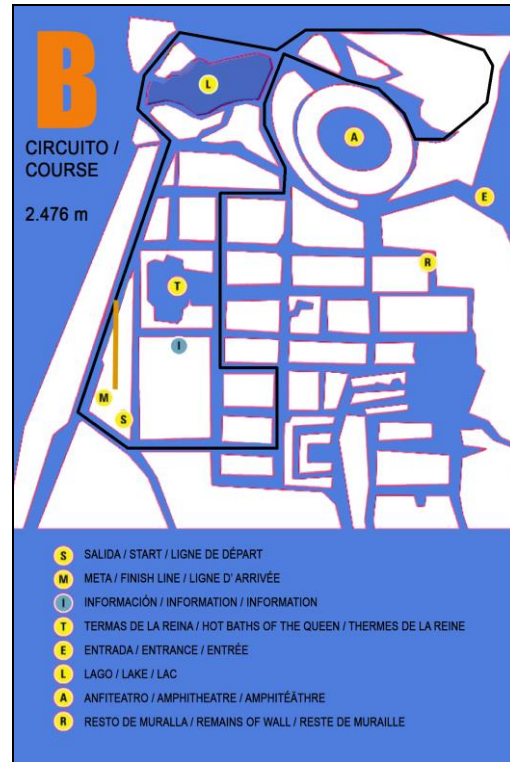 B
CIRCUITO /
COURSE
2.476 m
L
A
E
R
T
I
M
S
S SALIDA / START / LIGNE DE DÉPART
M META / FINISH LINE / LIGNE D' ARRIVÉE
I INFORMACIÓN / INFORMATION / INFORMATION
T TERMAS DE LA REINA / HOT BATHS OF THE QUEEN / THERMES DE LA REINE
E ENTRADA / ENTRANCE / ENTRÉE
L LAGO / LAKE / LAC
A ANFITEATRO / AMPHITHEATRE / AMPHITÉÂTHRE
R RESTO DE MURALLA / REMAINS OF WALL / RESTE DE MURAILLE